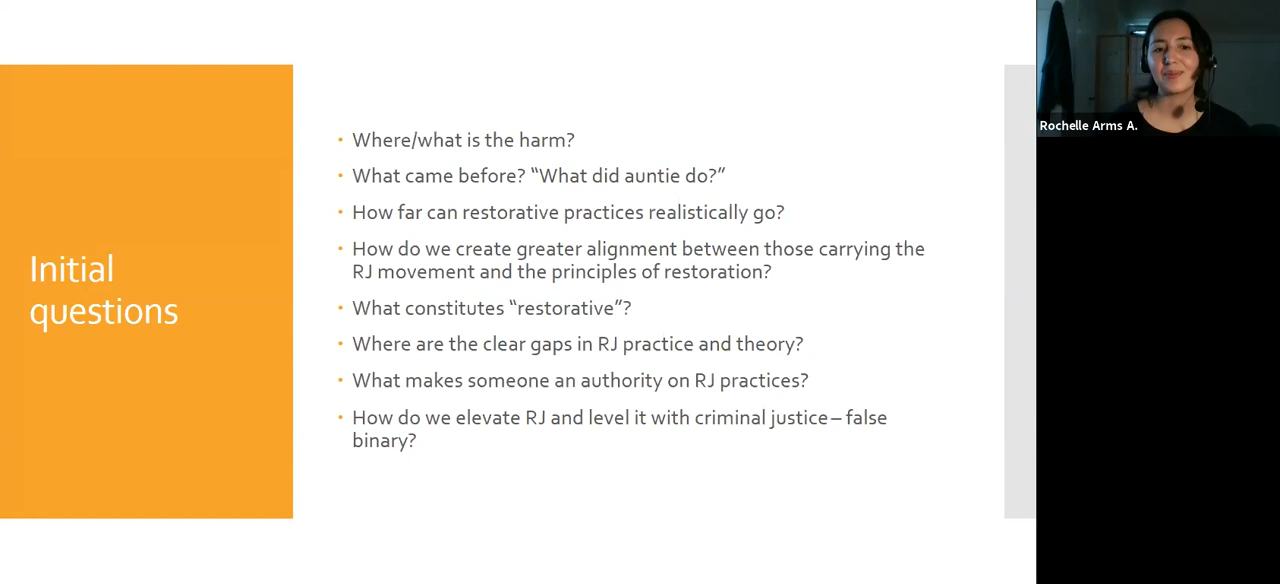 Initial
questions
• Where/what is the harm?
• What came before? “What did auntie do?”
• How far can restorative practices realistically go?
• How do we create greater alignment between those carrying the
RJ movement and the principles of restoration?
• What constitutes “restorative”?
• Where are the clear gaps in RJ practice and theory?
• What makes someone an authority on RJ practices?
• How do we elevate RJ and level it with criminal justice – false
binary?
Rochelle Arms A.